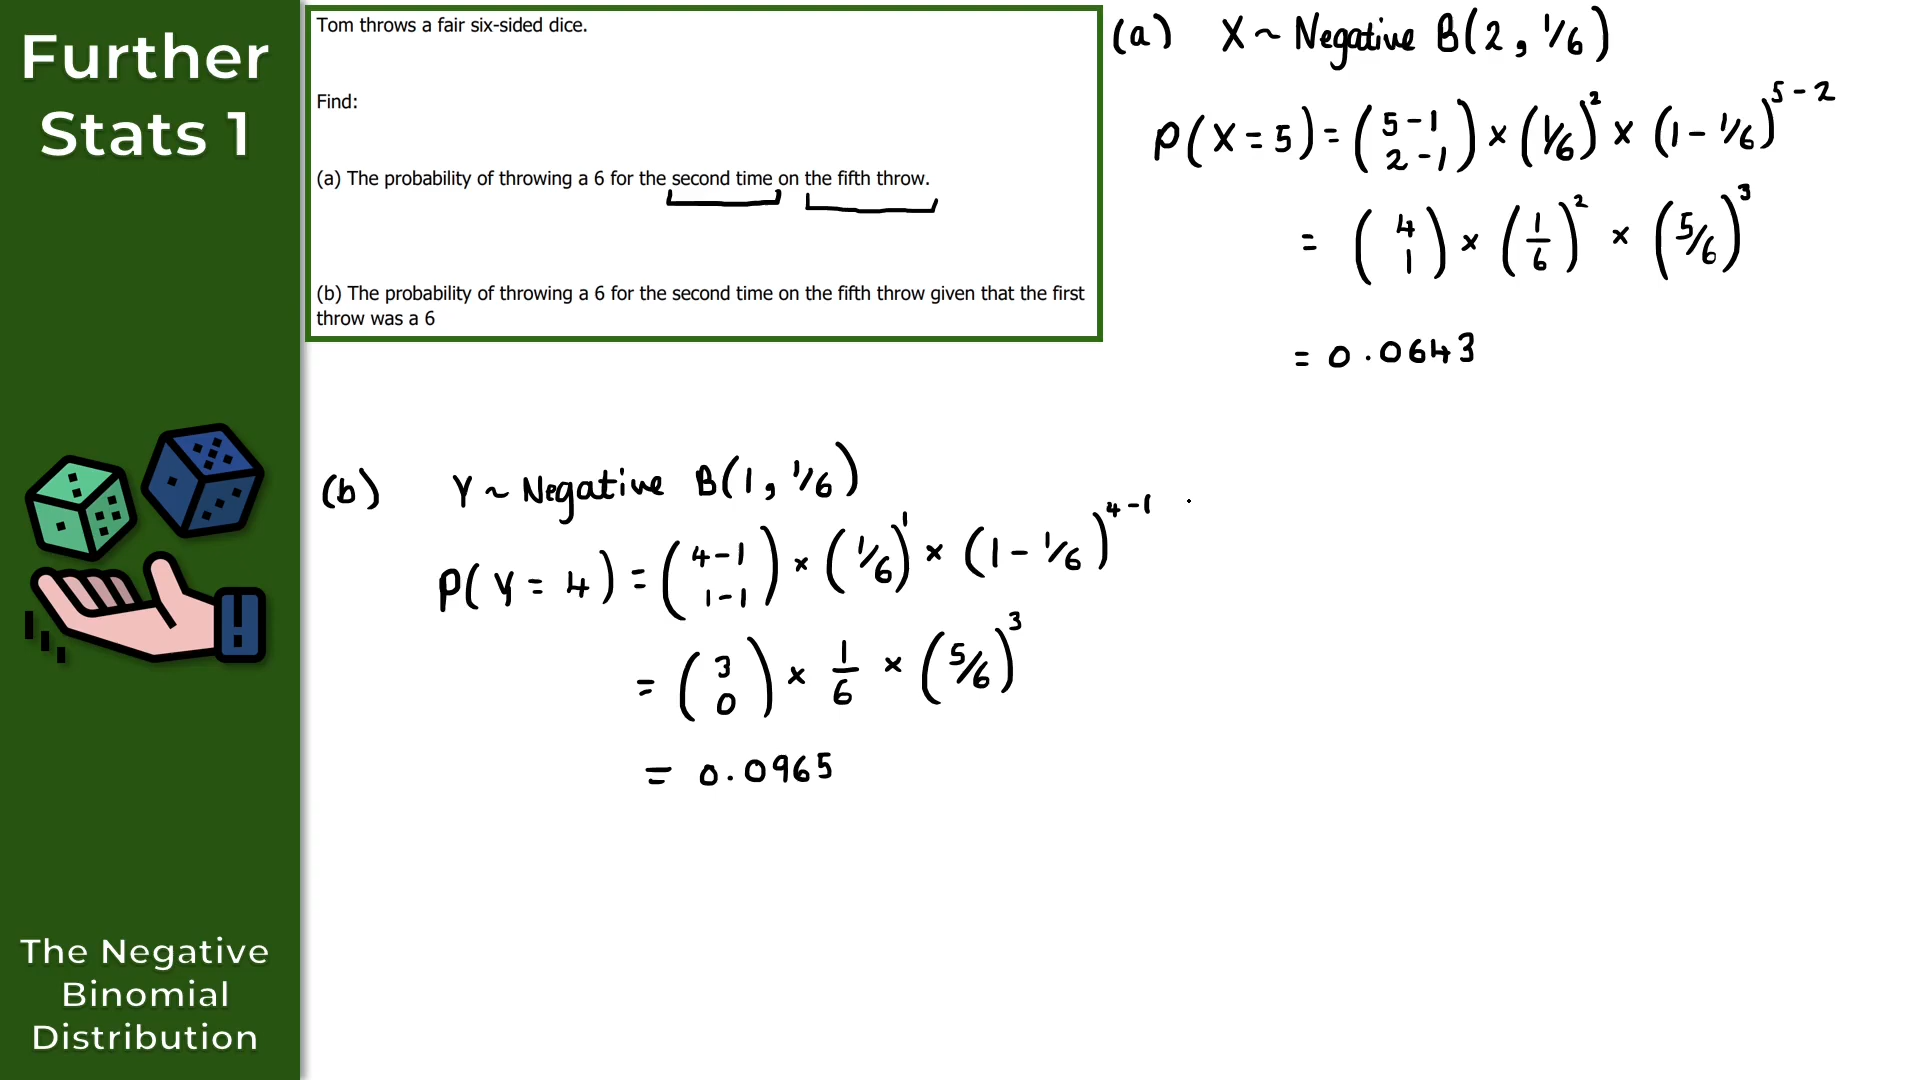 Further
Stats 1
Tom throws a fair six-sided dice.
Find:
(a) The probability of throwing a 6 for the second time on the fifth throw.
(b) The probability of throwing a 6 for the second time on the fifth throw given that the first
throw was a 6
(a) X ~ Negative B(2, 1/6)
P(X = 5) = (5-1 2-1) × (1/6)² × (1 - 1/6)⁵⁻²
= (4 1) × (1/6)² × (5/6)³
= 0.0643
(b) Y ~ Negative B(1, 1/6)
P(Y = 4) = (4-1 1-1) × (1/6)¹ × (1 - 1/6)⁴⁻¹
= (3 0) × 1/6 × (5/6)³
= 0.0965
The Negative
Binomial
Distribution